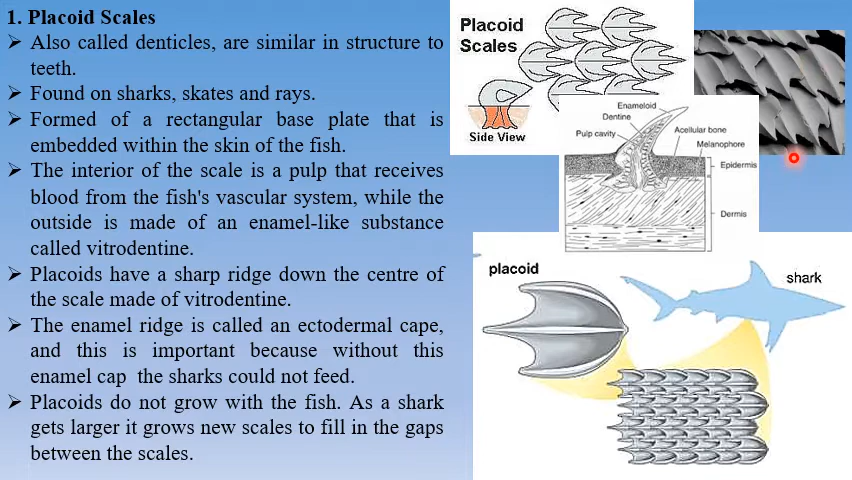 1. Placoid Scales
➢ Also called denticles, are similar in structure to
teeth.
➢ Found on sharks, skates and rays.
➢ Formed of a rectangular base plate that is
embedded within the skin of the fish.
➢ The interior of the scale is a pulp that receives
blood from the fish's vascular system, while the
outside is made of an enamel-like substance
called vitrodentine.
➢ Placoids have a sharp ridge down the centre of
the scale made of vitrodentine.
➢ The enamel ridge is called an ectodermal cape,
and this is important because without this
enamel cap the sharks could not feed.
➢ Placoids do not grow with the fish. As a shark
gets larger it grows new scales to fill in the gaps
between the scales.
Placoid
Scales
Side View
Enameloid
Dentine
Pulp cavity
Acellular bone
Melanophore
Epidermis
Dermis
placoid
shark